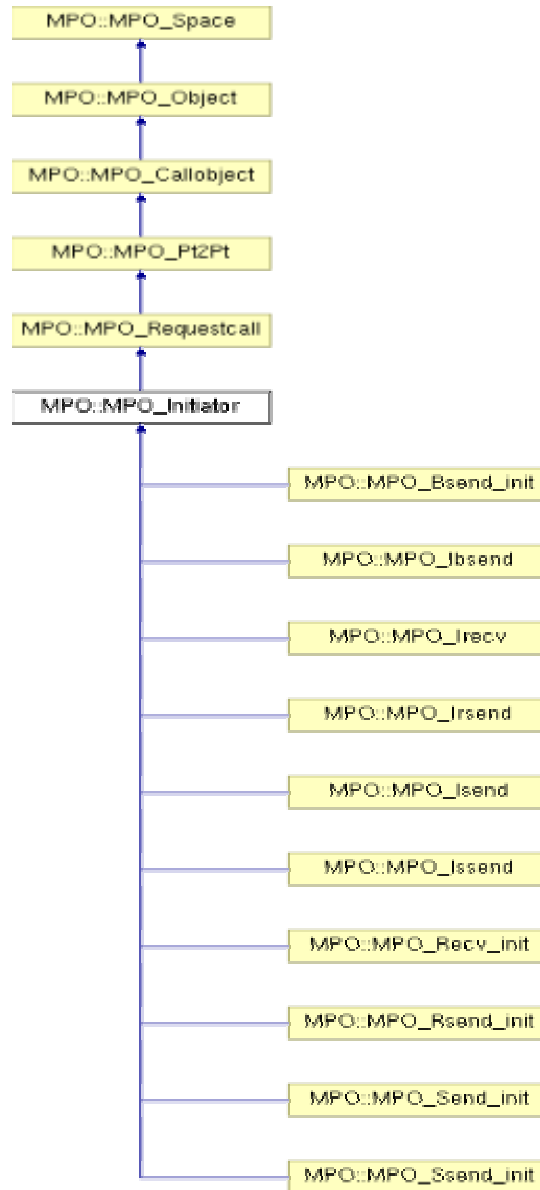 MPO::MPO_Space
MPO::MPO_Object
MPO::MPO_Callobject
MPO::MPO_Pt2Pt
MPO::MPO_Requestcall
MPO::MPO_Initiator
MPO::MPO_Bsend_init
MPO::MPO_Ibsend
MPO::MPO_Irecv
MPO::MPO_Irsend
MPO::MPO_Isend
MPO::MPO_Issend
MPO::MPO_Recv_init
MPO::MPO_Rsend_init
MPO::MPO_Send_init
MPO::MPO_Ssend_init